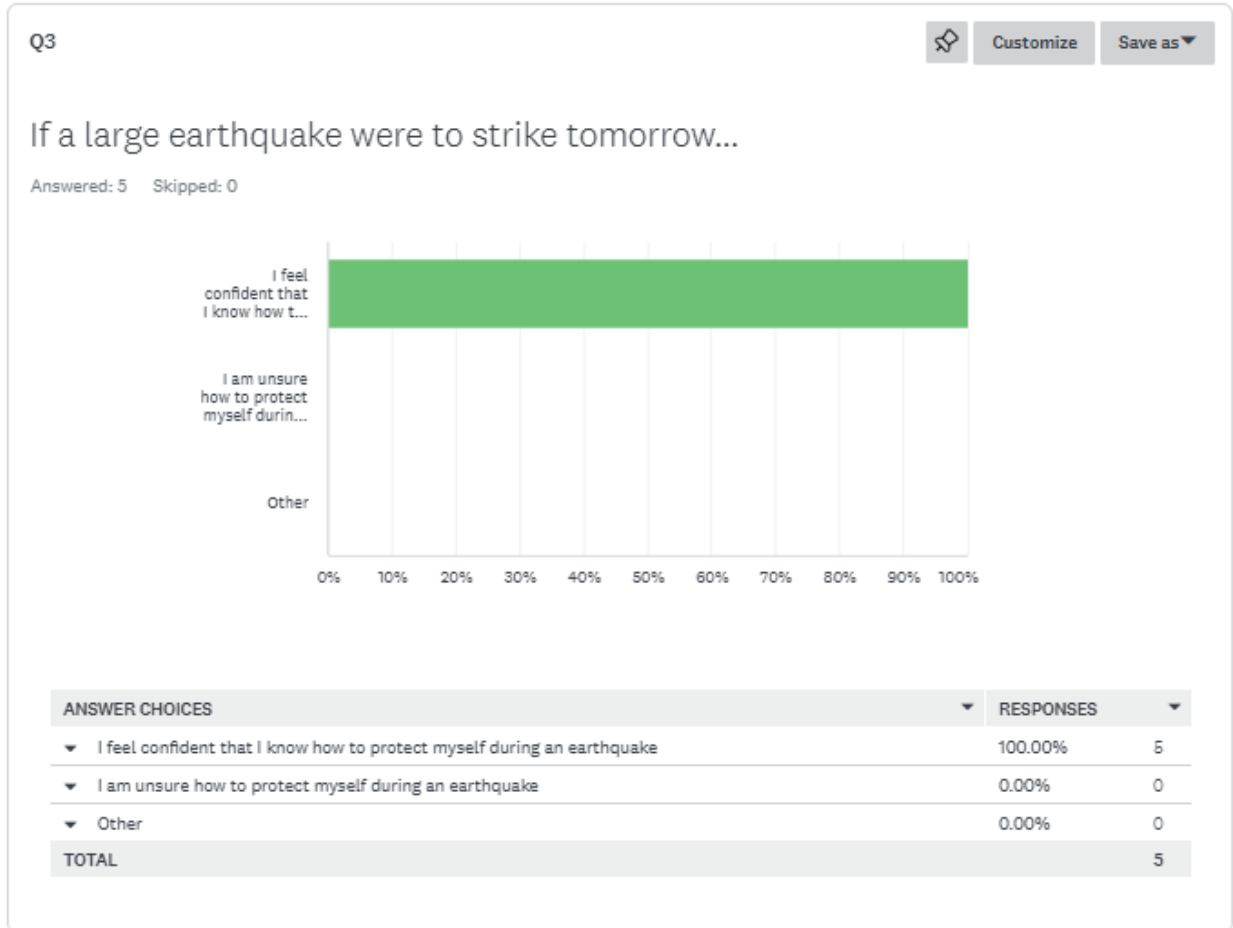 Q3
Customize
Save as
If a large earthquake were to strike tomorrow...
Answered: 5 Skipped: 0
I feel
confident that
I know how t...
I am unsure
how to protect
myself durin...
Other
0% 10% 20% 30% 40% 50% 60% 70% 80% 90% 100%
ANSWER CHOICES RESPONSES
I feel confident that I know how to protect myself during an earthquake 100.00% 5
I am unsure how to protect myself during an earthquake 0.00% 0
Other 0.00% 0
TOTAL 5